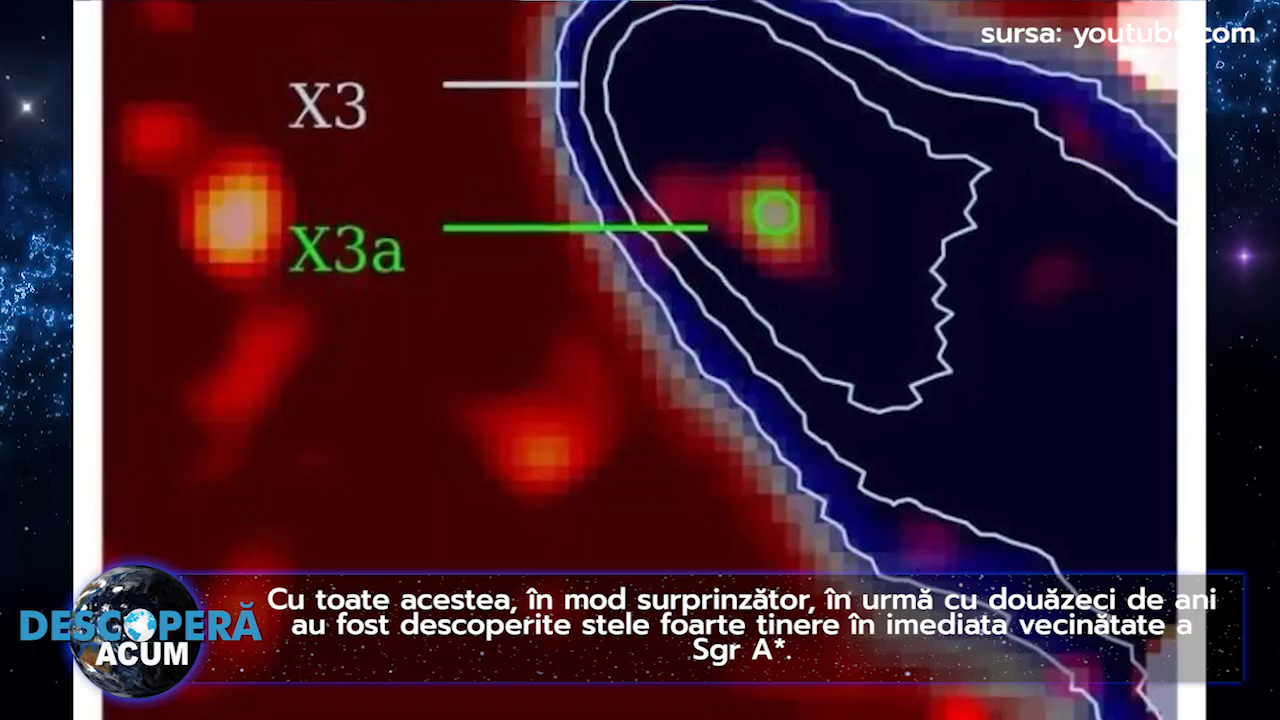 sursa: youtube.com
X3
X3a
Cu toate acestea, în mod surprinzător, în urmă cu douăzeci de ani
au fost descoperite stele foarte tinere în imediata vecinătate a
Sgr A*.
DESCOPERĂ
ACUM